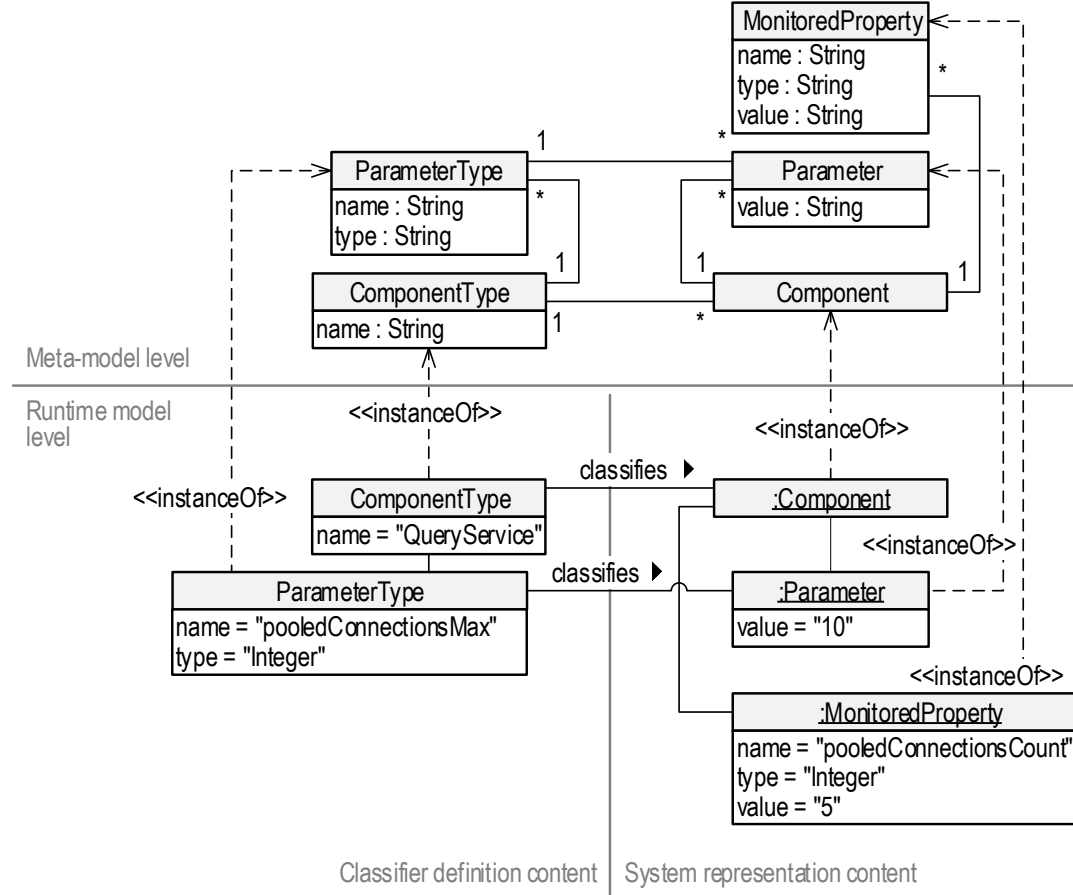 MonitoredProperty
name : String
type : String
value : String
*
1
*
ParameterType
name : String
type : String
*
Parameter
value : String
*
1
1
1
ComponentType
name : String
1
*
Component
Meta-model level
Runtime model
level
<<instanceOf>>
<<instanceOf>>
classifies
<<instanceOf>>
ComponentType
name = "QueryService"
:Component
<<instanceOf>>
classifies
ParameterType
name = "pooledConnectionsMax"
type = "Integer"
:Parameter
value = "10"
<<instanceOf>>
:MonitoredProperty
name = "pooledConnectionsCount"
type = "Integer"
value = "5"
Classifier definition content
System representation content